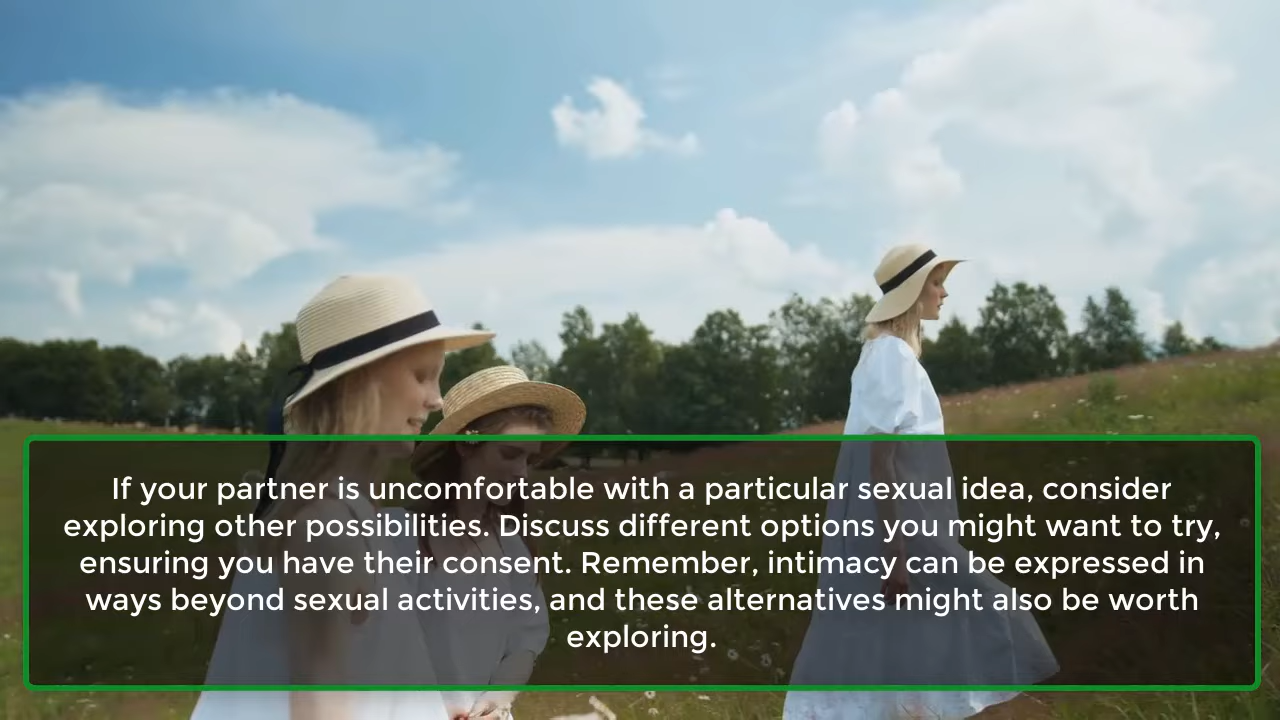 If your partner is uncomfortable with a particular sexual idea, consider
exploring other possibilities. Discuss different options you might want to try,
ensuring you have their consent. Remember, intimacy can be expressed in
ways beyond sexual activities, and these alternatives might also be worth
exploring.